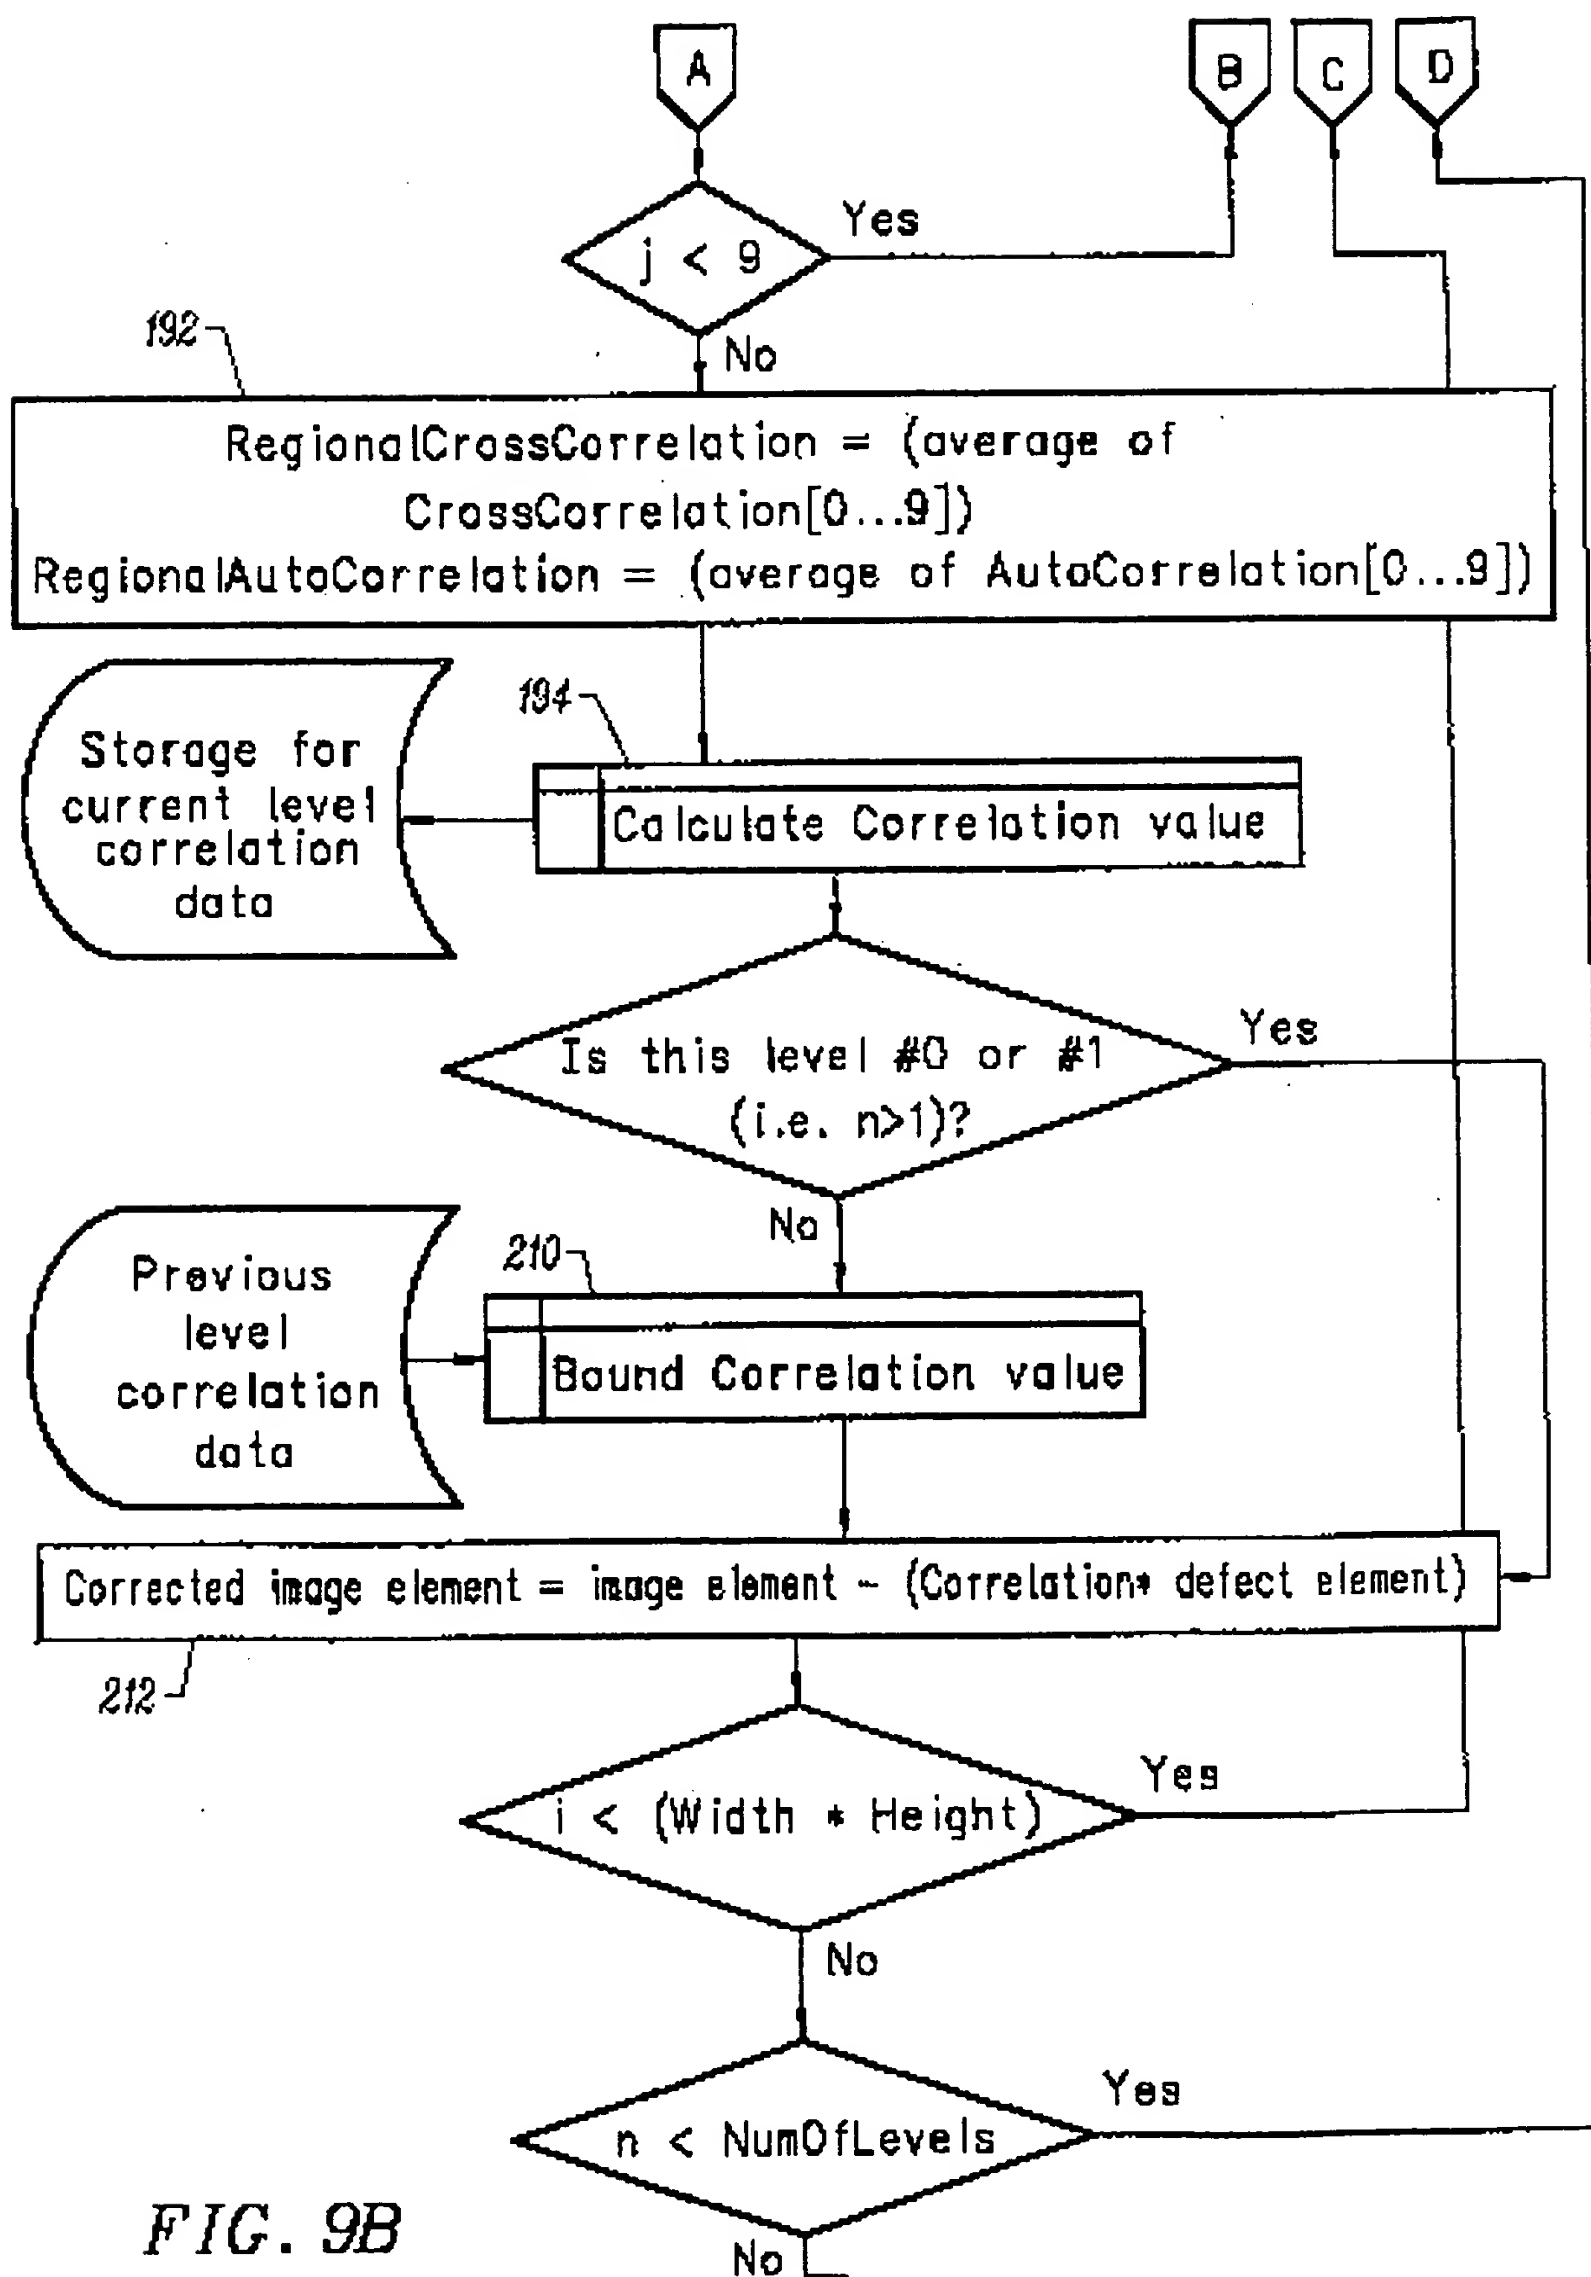 A
B
C
D
j < 9
Yes
No
192
RegionalCrossCorrelation = (average of
CrossCorrelation[0...9])
RegionalAutoCorrelation = (average of AutoCorrelation[0...9])
Storage for
current level
correlation
data
194
Calculate Correlation value
Is this level #0 or #1
(i.e. n>1)?
Yes
No
Previous
level
correlation
data
210
Bound Correlation value
Corrected image element = image element - (Correlation* defect element)
212
i < (Width * Height)
Yes
No
n < NumOfLevels
Yes
No
FIG. 9B